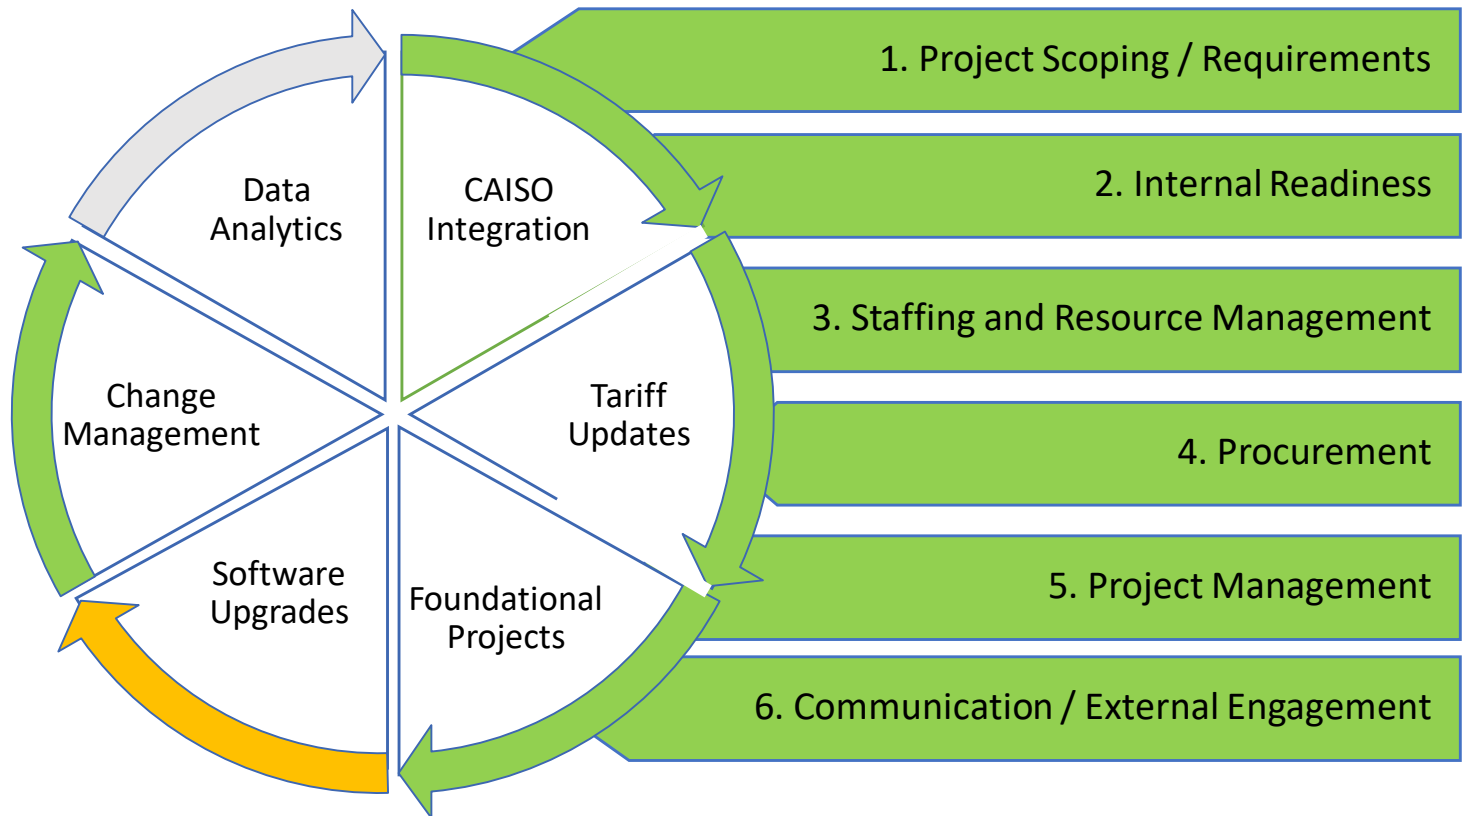 Data
Analytics
CAISO
Integration
Change
Management
Tariff
Updates
Software
Upgrades
Foundational
Projects
1. Project Scoping / Requirements
2. Internal Readiness
3. Staffing and Resource Management
4. Procurement
5. Project Management
6. Communication / External Engagement